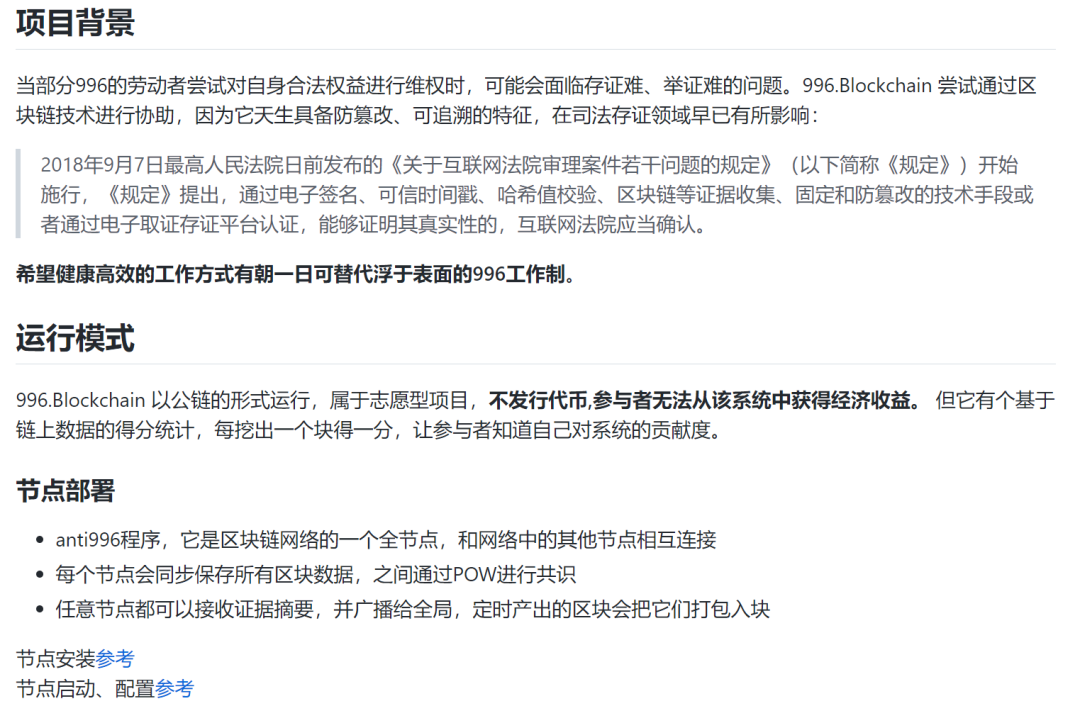 项目背景
当部分996的劳动者尝试对自身合法权益进行维权时，可能会面临存证难、举证难的问题。996.Blockchain 尝试通过区
块链技术进行协助，因为它天生具备防篡改、可追溯的特征，在司法存证领域早已有所影响：
2018年9月7日最高人民法院日前发布的《关于互联网法院审理案件若干问题的规定》（以下简称《规定》）开始
施行，《规定》提出，通过电子签名、可信时间戳、哈希值校验、区块链等证据收集、固定和防篡改的技术手段或
者通过电子取证存证平台认证，能够证明其真实性的，互联网法院应当确认。
希望健康高效的工作方式有朝一日可替代浮于表面的996工作制。
运行模式
996.Blockchain 以公链的形式运行，属于志愿型项目，不发行代币,参与者无法从该系统中获得经济收益。 但它有个基于
链上数据的得分统计，每挖出一个块得一分，让参与者知道自己对系统的贡献度。
节点部署
• anti996程序，它是区块链网络的一个全节点，和网络中的其他节点相互连接
• 每个节点会同步保存所有区块数据，之间通过POW进行共识
• 任意节点都可以接收证据摘要，并广播给全局，定时产出的区块会把它们打包入块
节点安装参考
节点启动、配置参考